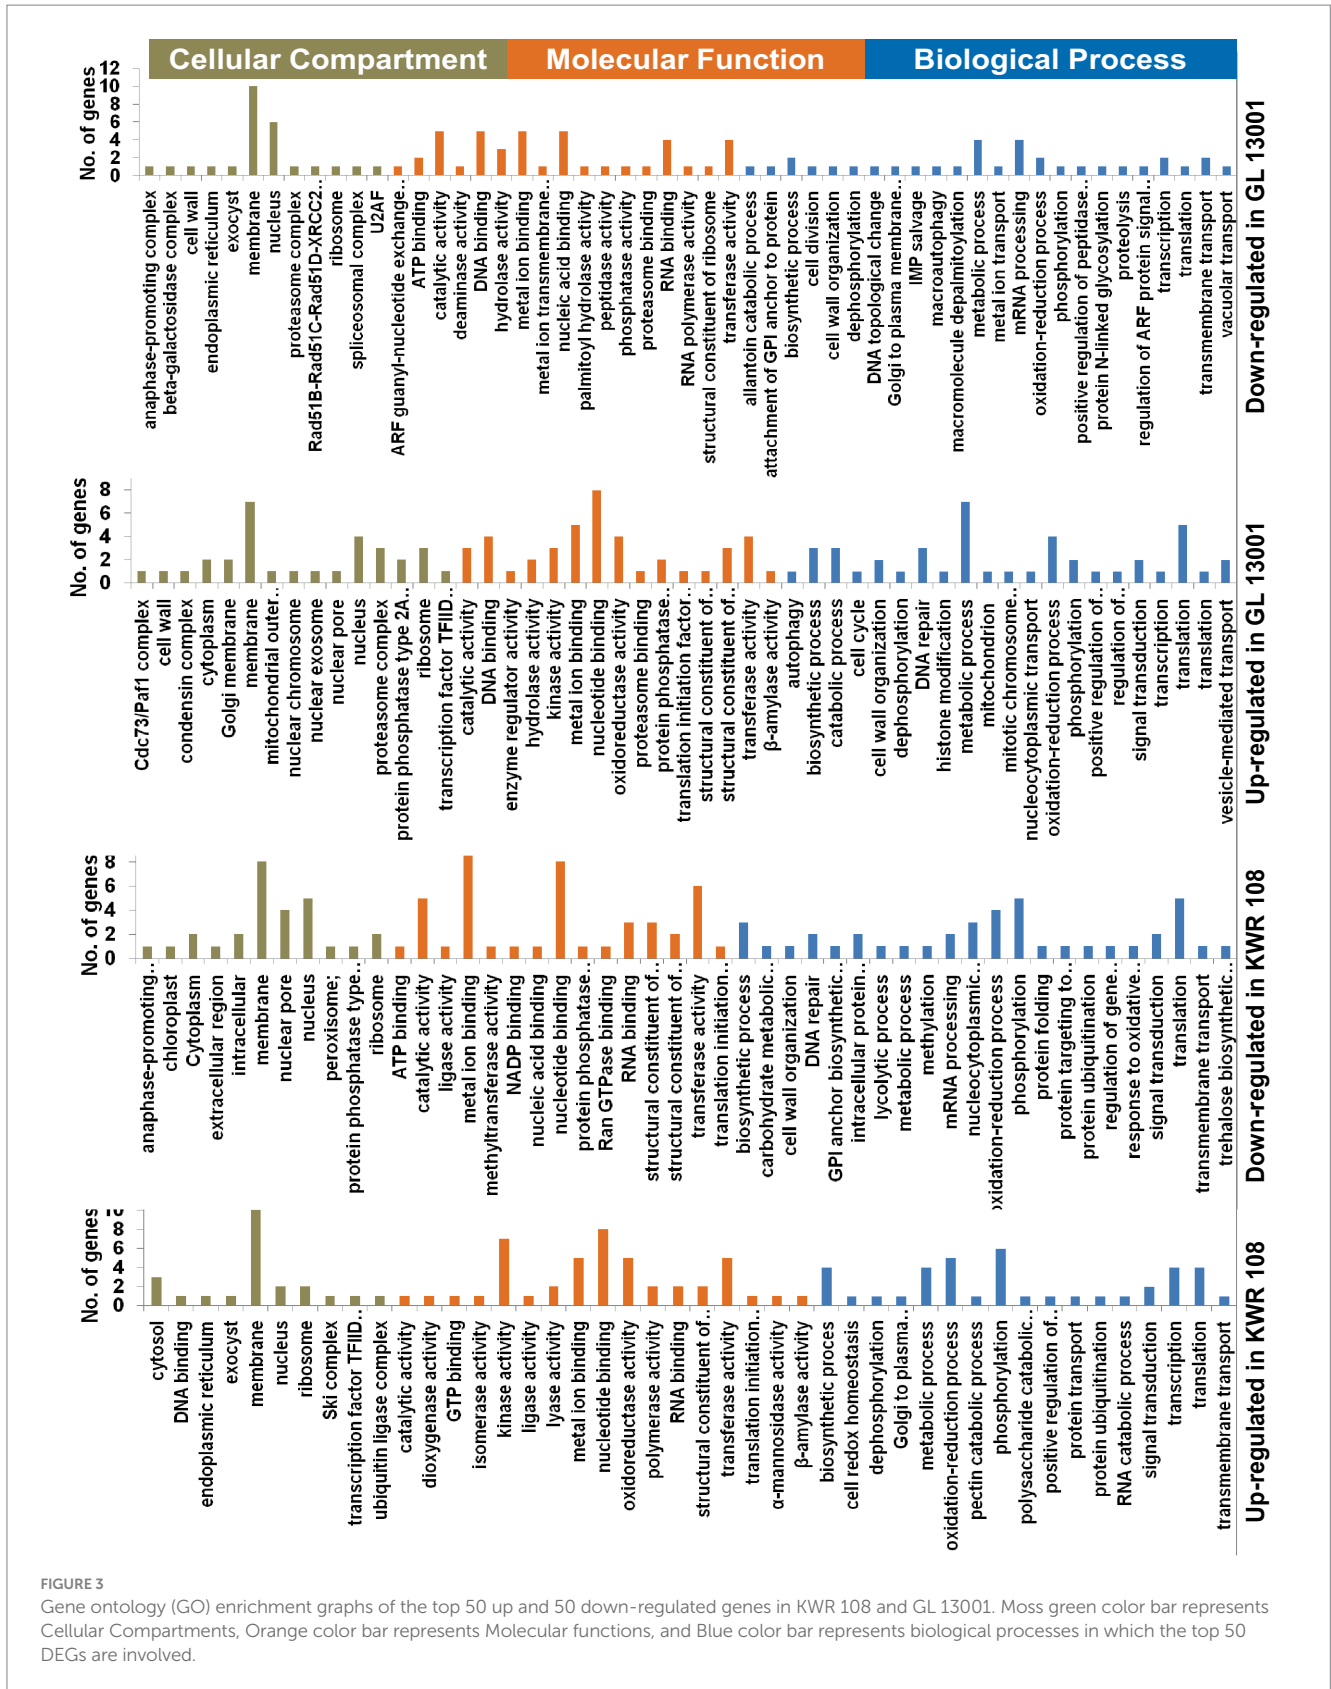 Cellular Compartment Molecular Function Biological Process
No. of genes
12
10
8
6
4
2
0
anaphase-promoting complex
beta-galactosidase complex
cell wall
endoplasmic reticulum
exocyst
membrane
nucleus
proteasome complex
Rad51B-Rad51C-Rad51D-XRCC2..
ribosome
spliceosomal complex
U2AF
ARF guanyl-nucleotide exchange..
ATP binding
catalytic activity
deaminase activity
DNA binding
hydrolase activity
metal ion binding
metal ion transmembrane..
nucleic acid binding
palmitoyl hydrolase activity
peptidase activity
phosphatase activity
proteasome binding
RNA binding
RNA polymerase activity
structural constituent of ribosome
transferase activity
allantoin catabolic process
attachment of GPI anchor to protein
biosynthetic process
cell division
cell wall organization
dephosphorylation
DNA topological change
Golgi to plasma membrane..
IMP salvage
macroautophagy
macromolecule depalmitoylation
metabolic process
metal ion transport
mRNA processing
oxidation-reduction process
phosphorylation
positive regulation of peptidase..
protein N-linked glycosylation
proteolysis
regulation of ARF protein signal..
transcription
translation
transmembrane transport
vacuolar transport
Down-regulated in GL 13001
No. of genes
8
6
4
2
0
Cdc73/Paf1 complex
cell wall
condensin complex
cytoplasm
Golgi membrane
membrane
mitochondrial outer..
nuclear chromosome
nuclear exosome
nuclear pore
nucleus
proteasome complex
protein phosphatase type 2A..
ribosome
transcription factor TFIID..
catalytic activity
DNA binding
enzyme regulator activity
hydrolase activity
kinase activity
metal ion binding
nucleotide binding
oxidoreductase activity
proteasome binding
protein phosphatase..
translation initiation factor..
structural constituent of..
structural constituent of..
transferase activity
β-amylase activity
autophagy
biosynthetic process
catabolic process
cell cycle
cell wall organization
dephosphorylation
DNA repair
histone modification
metabolic process
mitochondrion
mitotic chromosome..
nucleocytoplasmic transport
oxidation-reduction process
phosphorylation
positive regulation of..
regulation of..
signal transduction
transcription
translation
translation
vesicle-mediated transport
Up-regulated in GL 13001
No. of genes
8
6
4
2
0
anaphase-promoting..
chloroplast
Cytoplasm
extracellular region
intracellular
membrane
nuclear pore
nucleus
peroxisome;
protein phosphatase type..
ribosome
ATP binding
catalytic activity
ligase activity
metal ion binding
methyltransferase activity
NADP binding
nucleic acid binding
nucleotide binding
protein phosphatase..
Ran GTPase binding
RNA binding
structural constituent of..
structural constituent of..
transferase activity
translation initiation..
biosynthetic process
carbohydrate metabolic..
cell wall organization
DNA repair
GPI anchor biosynthetic..
intracellular protein..
lycolytic process
metabolic process
methylation
mRNA processing
nucleocytoplasmic..
oxidation-reduction process
phosphorylation
protein folding
protein targeting to..
protein ubiquitination
regulation of gene..
response to oxidative..
signal transduction
translation
transmembrane transport
trehalose biosynthetic..
Down-regulated in KWR 108
No. of genes
10
8
6
4
2
0
cytosol
DNA binding
endoplasmic reticulum
exocyst
membrane
nucleus
ribosome
Ski complex
transcription factor TFIID..
ubiquitin ligase complex
catalytic activity
dioxygenase activity
GTP binding
isomerase activity
kinase activity
ligase activity
lyase activity
metal ion binding
nucleotide binding
oxidoreductase activity
polymerase activity
RNA binding
structural constituent of..
transferase activity
translation initiation..
α-mannosidase activity
β-amylase activity
biosynthetic proces
cell redox homeostasis
dephosphorylation
Golgi to plasma..
metabolic process
oxidation-reduction process
pectin catabolic process
phosphorylation
polysaccharide catabolic..
positive regulation of..
protein transport
protein ubiquitination
RNA catabolic process
signal transduction
transcription
translation
transmembrane transport
Up-regulated in KWR 108
FIGURE 3
Gene ontology (GO) enrichment graphs of the top 50 up and 50 down-regulated genes in KWR 108 and GL 13001. Moss green color bar represents
Cellular Compartments, Orange color bar represents Molecular functions, and Blue color bar represents biological processes in which the top 50
DEGs are involved.